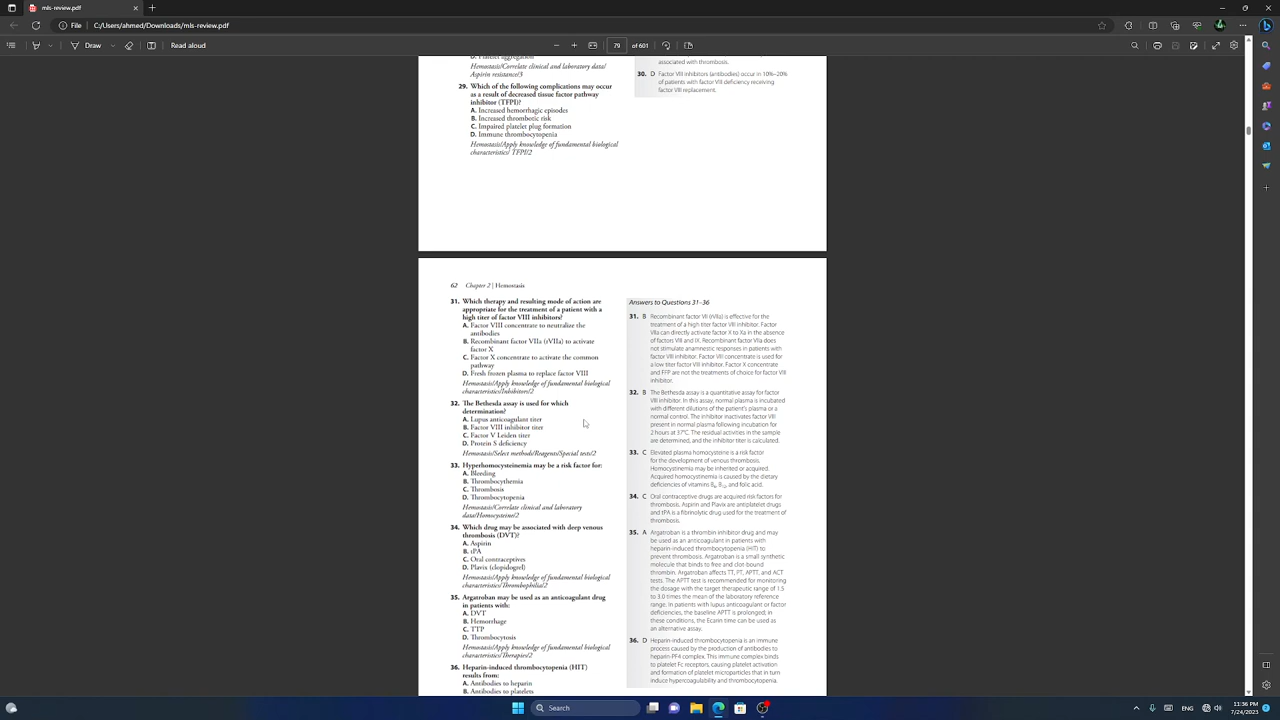 mls-review.pdf
File
C:/Users/Me/Downloads/mls-review.pdf
Draw
Read aloud
79
of 601
D. Platelet aggregation
Hemostasis/Correlate clinical and laboratory data/
Aspirin resistance/3
29. Which of the following complications may occur
as a result of decreased tissue factor pathway
inhibitor (TFPI)?
A. Increased hemorrhagic episodes
B. Increased thrombotic risk
C. Impaired platelet plug formation
D. Immune thrombocytopenia
Hemostasis/Apply knowledge of fundamental biological
characteristics/ TFPI/2
associated with thrombosis.
30. D Factor VIII inhibitors (antibodies) occur in 10%–20%
of patients with factor VIII deficiency receiving
factor VIII replacement.
62 Chapter 2 | Hemostasis
31. Which therapy and resulting mode of action are
appropriate for the treatment of a patient with a
high titer of factor VIII inhibitors?
A. Factor VIII concentrate to neutralize the
antibodies
B. Recombinant factor VIIa (rVIIa) to activate
factor X
C. Factor X concentrate to activate the common
pathway
D. Fresh frozen plasma to replace factor VIII
Hemostasis/Apply knowledge of fundamental biological
characteristics/Inhibitors/2
32. The Bethesda assay is used for which
determination?
A. Lupus anticoagulant titer
B. Factor VIII inhibitor titer
C. Factor V Leiden titer
D. Protein S deficiency
Hemostasis/Select methods/Reagents/Special tests/2
33. Hyperhomocysteinemia may be a risk factor for:
A. Bleeding
B. Thrombocythemia
C. Thrombosis
D. Thrombocytopenia
Hemostasis/Correlate clinical and laboratory
data/Homocysteine/2
34. Which drug may be associated with deep venous
thrombosis (DVT)?
A. Aspirin
B. tPA
C. Oral contraceptives
D. Plavix (clopidogrel)
Hemostasis/Apply knowledge of fundamental biological
characteristics/Thrombophilia/2
35. Argatroban may be used as an anticoagulant drug
in patients with:
A. DVT
B. Hemorrhage
C. TTP
D. Thrombocytosis
Hemostasis/Apply knowledge of fundamental biological
characteristics/Therapies/2
36. Heparin-induced thrombocytopenia (HIT)
results from:
A. Antibodies to heparin
B. Antibodies to platelets
Answers to Questions 31–36
31. B Recombinant factor VII (rVIIa) is effective for the
treatment of a high titer factor VIII inhibitor. Factor
VIIa can directly activate factor X to Xa in the absence
of factors VIII and IX. Recombinant factor VIIa does
not stimulate anamnestic responses in patients with
factor VIII inhibitor. Factor VIII concentrate is used for
a low titer factor VIII inhibitor. Factor X concentrate
and FFP are not the treatments of choice for factor VIII
inhibitor.
32. B The Bethesda assay is a quantitative assay for factor
VIII inhibitor. In this assay, normal plasma is incubated
with different dilutions of the patient's plasma or a
normal control. The inhibitor inactivates factor VIII
present in normal plasma following incubation for
2 hours at 37°C. The residual activities in the sample
are determined, and the inhibitor titer is calculated.
33. C Elevated plasma homocysteine is a risk factor
for the development of venous thrombosis.
Homocystinemia may be inherited or acquired.
Acquired homocystinemia is caused by the dietary
deficiencies of vitamins B6, B12, and folic acid.
34. C Oral contraceptive drugs are acquired risk factors for
thrombosis. Aspirin and Plavix are antiplatelet drugs
and tPA is a fibrinolytic drug used for the treatment of
thrombosis.
35. A Argatroban is a thrombin inhibitor drug and may
be used as an anticoagulant in patients with
heparin-induced thrombocytopenia (HIT) to
prevent thrombosis. Argatroban is a small synthetic
molecule that binds to free and clot-bound
thrombin. Argatroban affects TT, PT, APTT, and ACT
tests. The APTT test is recommended for monitoring
the dosage with the target therapeutic range of 1.5
to 3.0 times the mean of the laboratory reference
range. In patients with lupus anticoagulant or factor
deficiencies, the baseline APTT is prolonged; in
these conditions, the Ecarin time can be used as
an alternative assay.
36. D Heparin-induced thrombocytopenia is an immune
process caused by the production of antibodies to
heparin-PF4 complex. This immune complex binds
to platelet Fc receptors, causing platelet activation
and formation of platelet microparticles that in turn
induce hypercoagulability and thrombocytopenia.
Search
11:36 PM